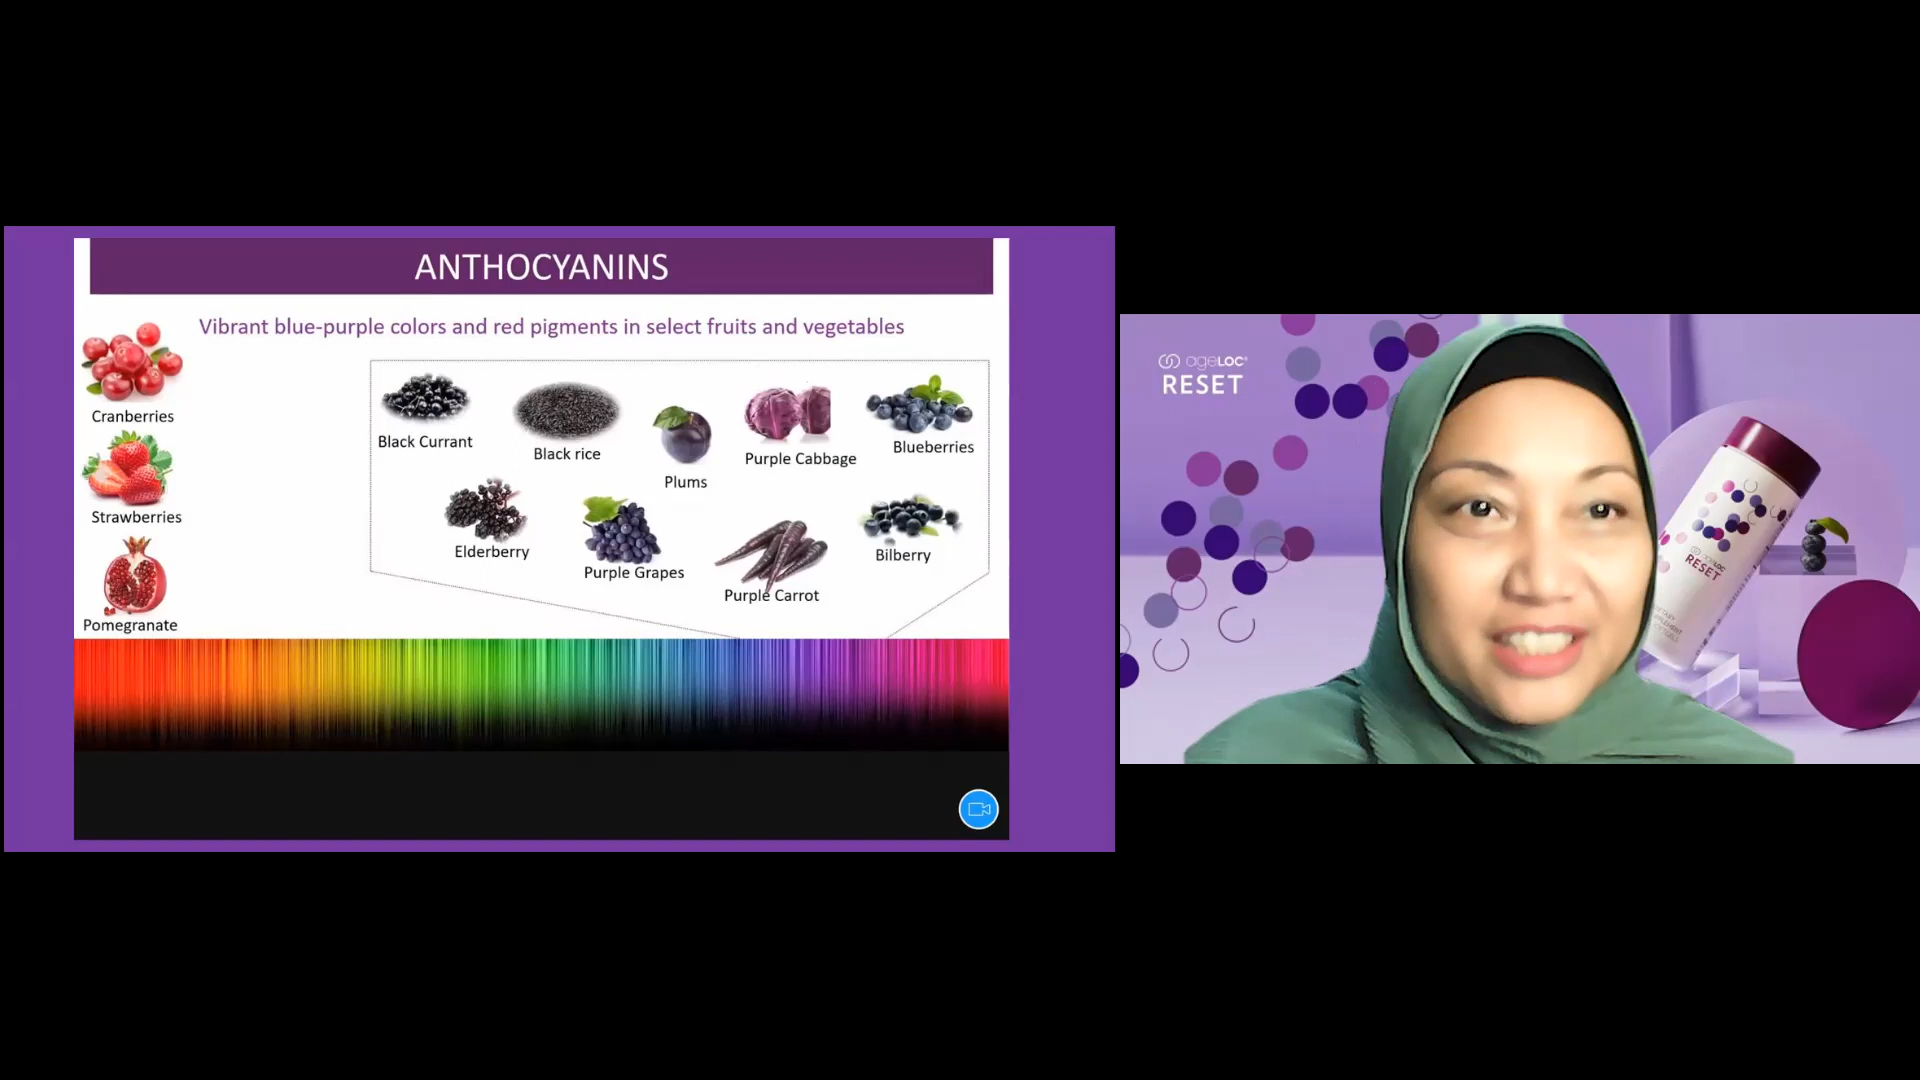 ANTHOCYANINS
Vibrant blue-purple colors and red pigments in select fruits and vegetables
Cranberries
Strawberries
Pomegranate
Black Currant
Black rice
Plums
Purple Cabbage
Blueberries
Elderberry
Purple Grapes
Purple Carrot
Bilberry
ageLOC
RESET
ageLOC
RESET